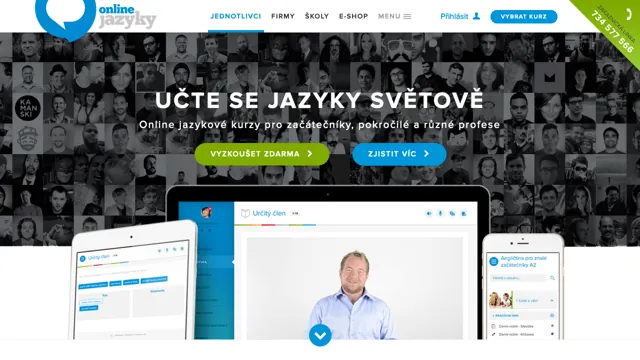 online
jazyky
JEDNOTLIVCI
FIRMY
ŠKOLY
E-SHOP
MENU
Přihlásit
VYBRAT KURZ
734 577 566
KA
MAN
SKI
UČTE SE JAZYKY SVĚTOVĚ
Online jazykové kurzy pro začátečníky, pokročilé a různé profese
VYZKOUŠET ZDARMA
ZJISTIT VÍC
Určitý člen
Určitý člen
Angličtina pro znalé
začátečníky A2